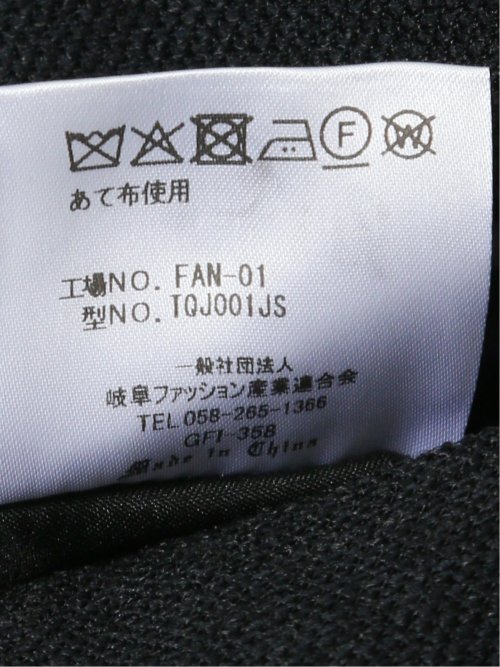 F W
あて布使用
工場NO. FAN-01
型NO. TQJ001JS
一般社団法人
岐阜ファッション産業連合会
TEL 058-265-1366
GFI-358
Made in China